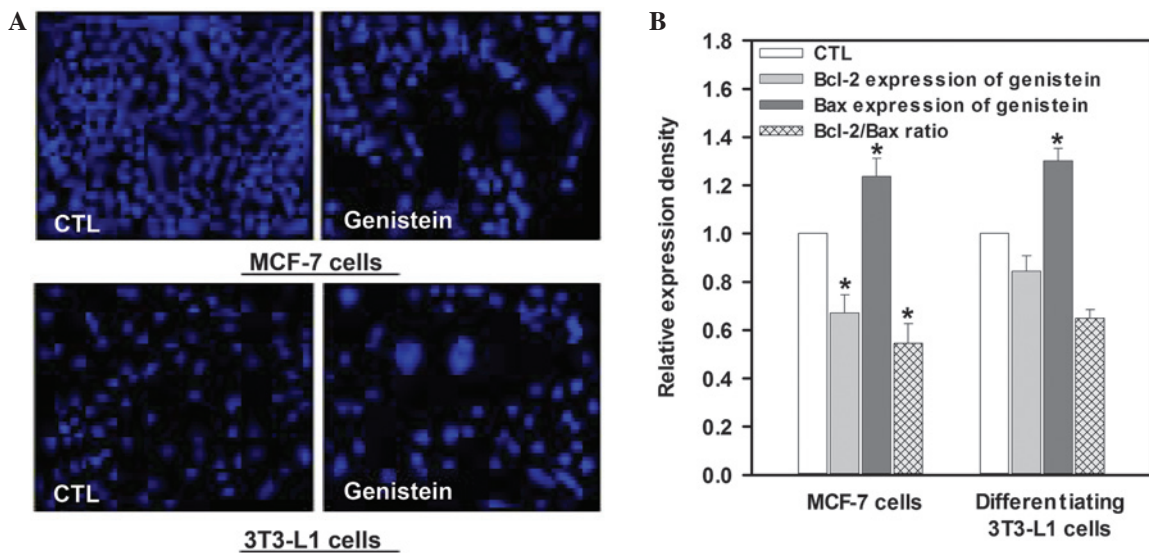 A
CTL
Genistein
MCF-7 cells
CTL
Genistein
3T3-L1 cells
B
CTL
Bcl-2 expression of genistein
Bax expression of genistein
Bcl-2/Bax ratio
Relative expression density
1.8
1.6
1.4
1.2
1.0
0.8
0.6
0.4
0.2
0.0
*
*
*
*
MCF-7 cells
Differentiating
3T3-L1 cells